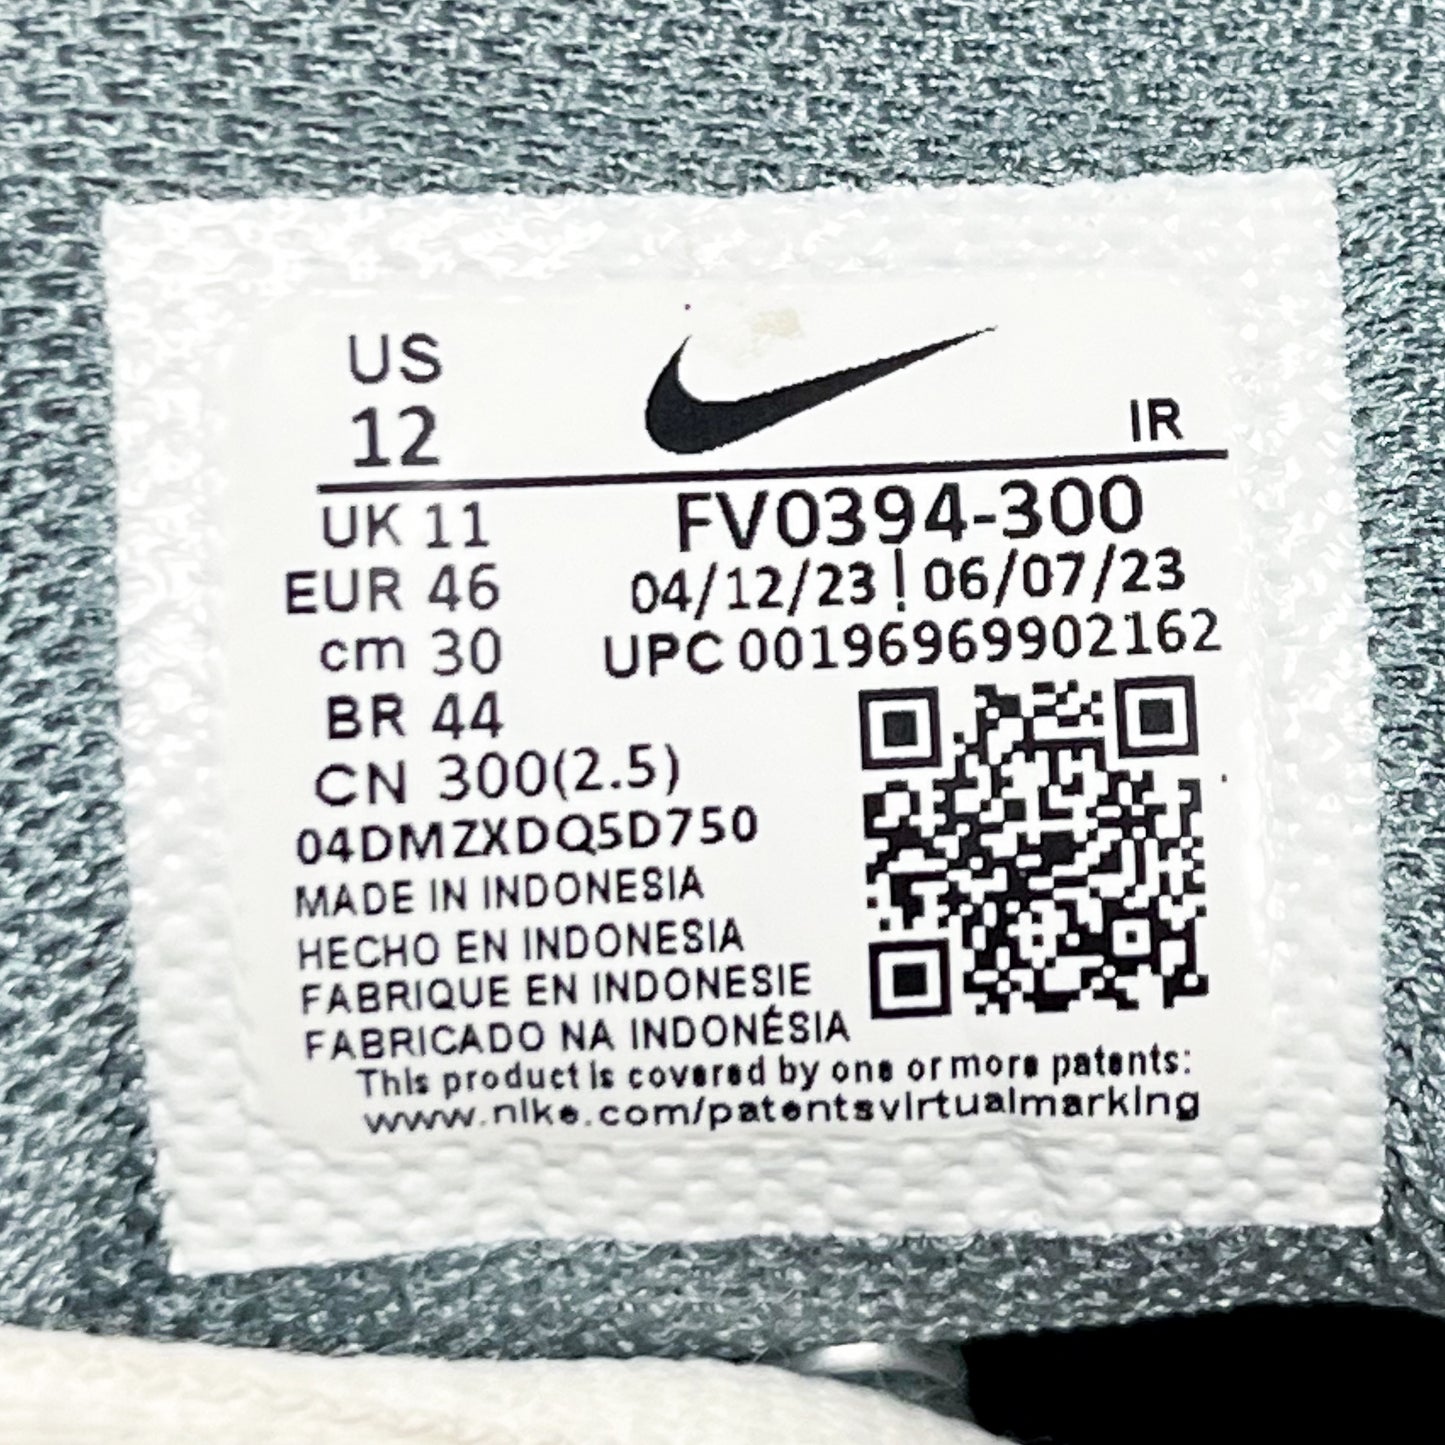 US
12
IR
UK 11
FV0394-300
EUR 46
04/12/23 | 06/07/23
cm 30
UPC 00196969902162
BR 44
CN 300(2.5)
04DMZXDQ5D750
MADE IN INDONESIA
HECHO EN INDONESIA
FABRIQUE EN INDONESIE
FABRICADO NA INDONÉSIA
This product is covered by one or more patents:
www.nike.com/patentsvirtualmarking